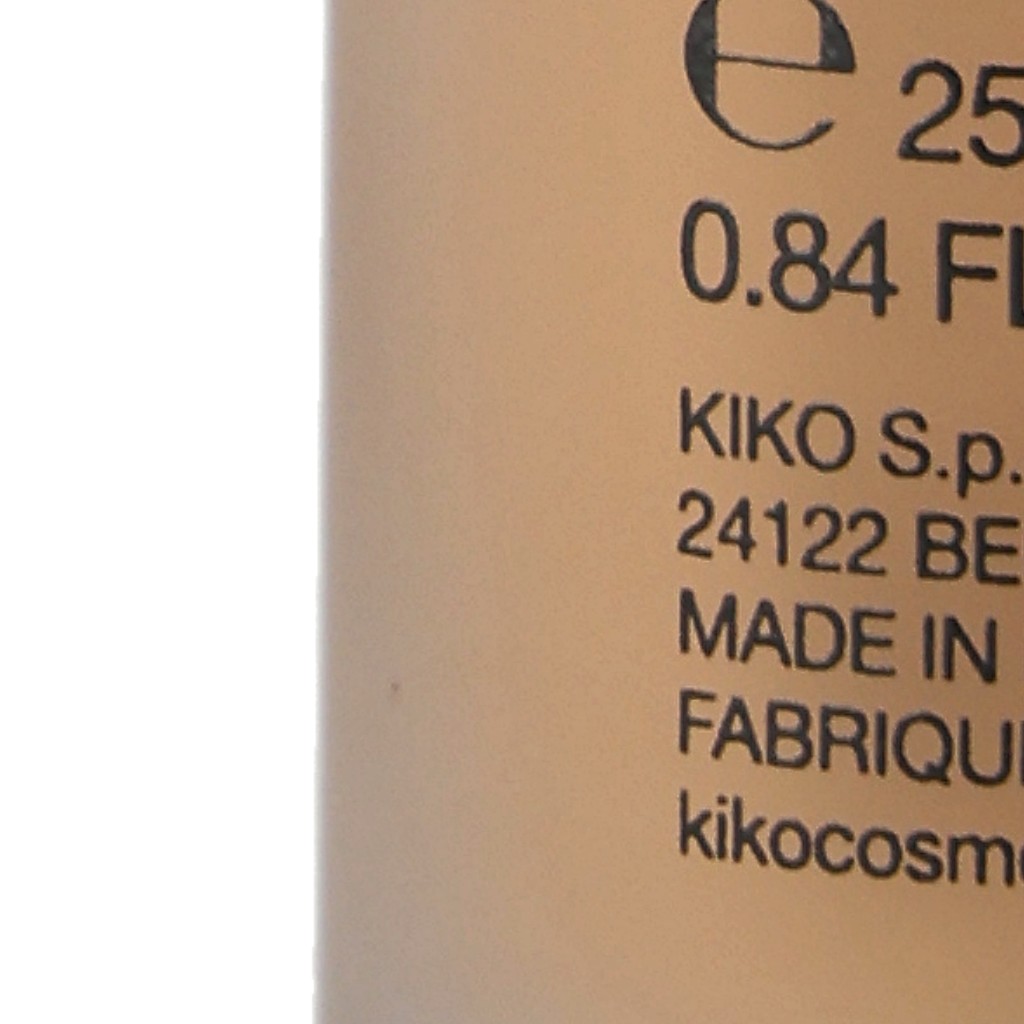 e 25
0.84 FL
KIKO S.p.
24122 BE
MADE IN
FABRIQU
kikocosm